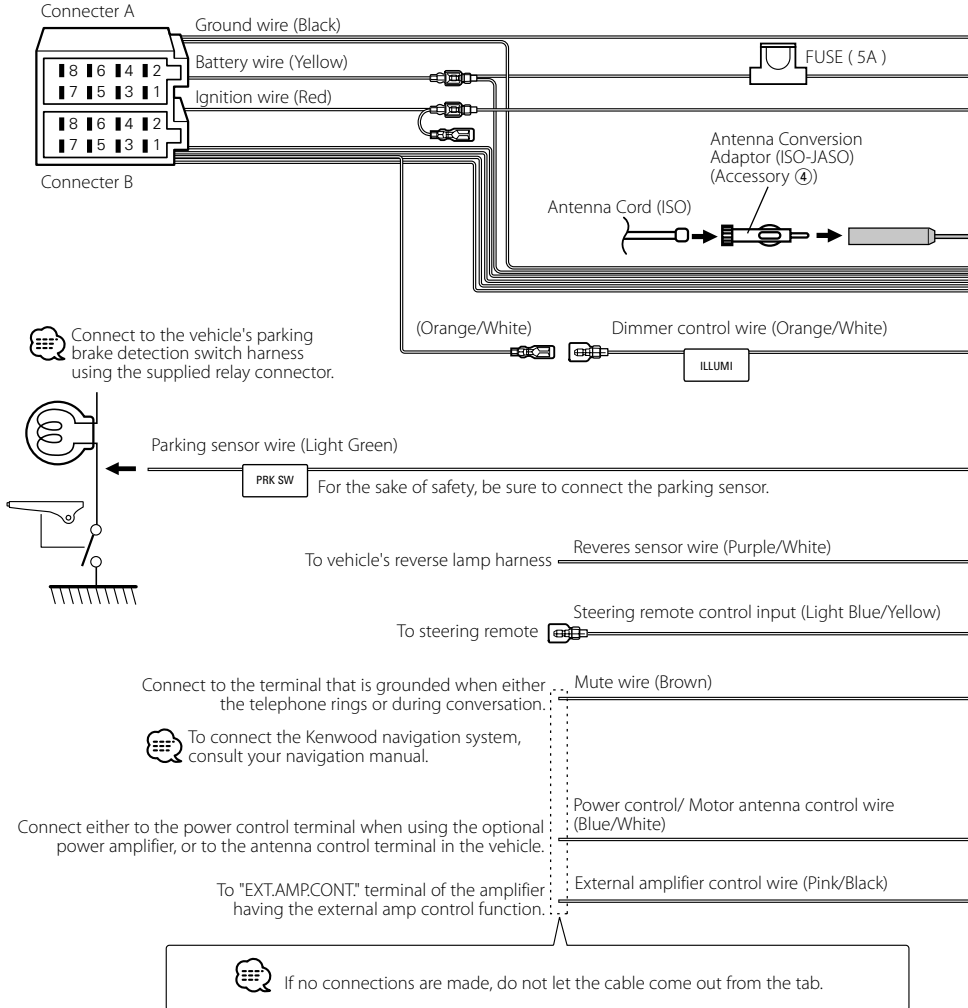 Connecter A
Ground wire (Black)
Battery wire (Yellow)
FUSE ( 5A )
8 6 4 2
7 5 3 1
Ignition wire (Red)
8 6 4 2
7 5 3 1
Connecter B
Antenna Conversion
Adaptor (ISO-JASO)
(Accessory ④)
Antenna Cord (ISO)
Connect to the vehicle's parking
brake detection switch harness
using the supplied relay connector.
(Orange/White)
Dimmer control wire (Orange/White)
ILLUMI
Parking sensor wire (Light Green)
PRK SW
For the sake of safety, be sure to connect the parking sensor.
To vehicle's reverse lamp harness
Reveres sensor wire (Purple/White)
Steering remote control input (Light Blue/Yellow)
To steering remote
Connect to the terminal that is grounded when either
the telephone rings or during conversation.
Mute wire (Brown)
To connect the Kenwood navigation system,
consult your navigation manual.
Power control/ Motor antenna control wire
(Blue/White)
Connect either to the power control terminal when using the optional
power amplifier, or to the antenna control terminal in the vehicle.
To "EXT.AMP.CONT." terminal of the amplifier
having the external amp control function.
External amplifier control wire (Pink/Black)
If no connections are made, do not let the cable come out from the tab.